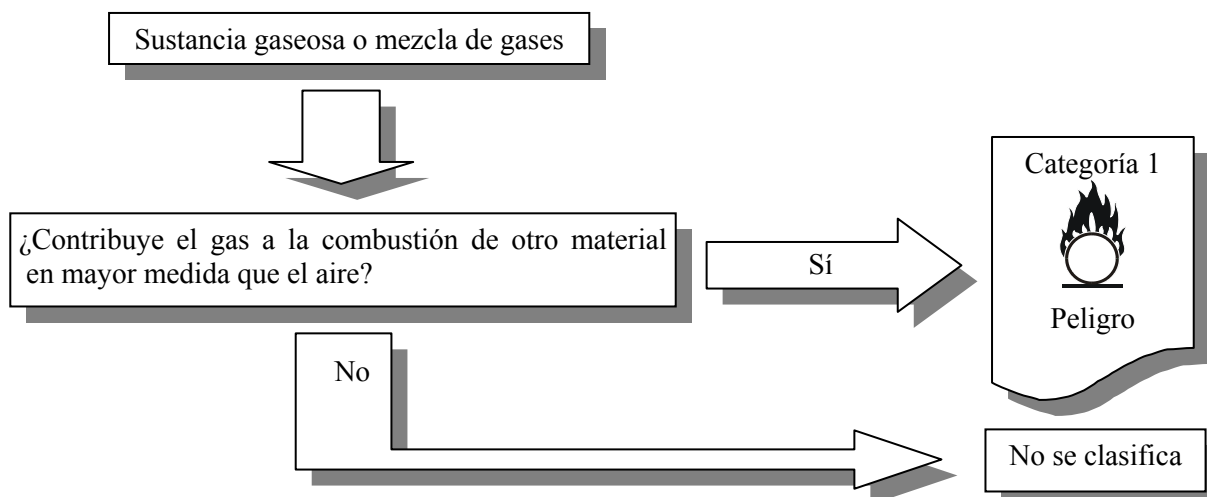 Sustancia gaseosa o mezcla de gases
¿Contribuye el gas a la combustión de otro material
en mayor medida que el aire?
Sí
Categoría 1
Peligro
No
No se clasifica